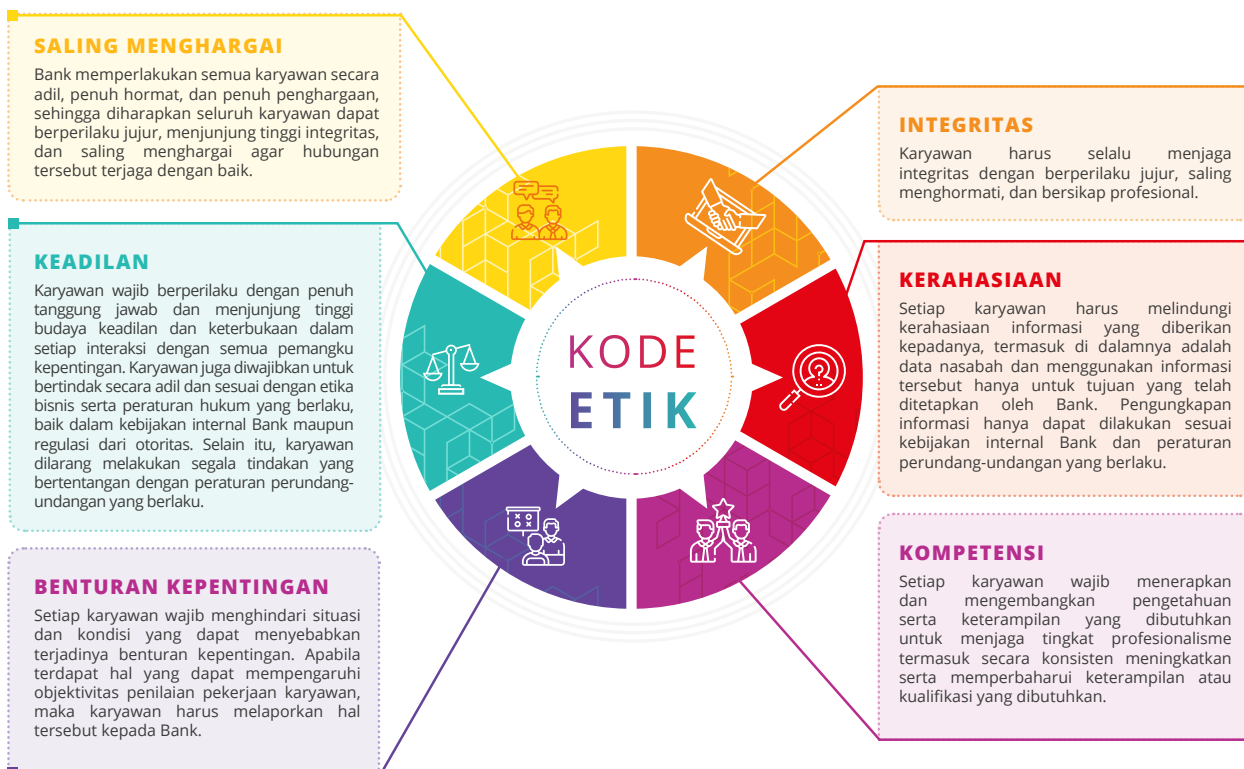 SALING MENGHARGAI
Bank memperlakukan semua karyawan secara
adil, penuh hormat, dan penuh penghargaan,
sehingga diharapkan seluruh karyawan dapat
berperilaku jujur, menjunjung tinggi integritas,
dan saling menghargai agar hubungan
tersebut terjaga dengan baik.
KEADILAN
Karyawan wajib berperilaku dengan penuh
tanggung jawab dan menjunjung tinggi
budaya keadilan dan keterbukaan dalam
setiap interaksi dengan semua pemangku
kepentingan. Karyawan juga diwajibkan untuk
bertindak secara adil dan sesuai dengan etika
bisnis serta peraturan hukum yang berlaku,
baik dalam kebijakan internal Bank maupun
regulasi dari otoritas. Selain itu, karyawan
dilarang melakukan segala tindakan yang
bertentangan dengan peraturan perundang-
undangan yang berlaku.
BENTURAN KEPENTINGAN
Setiap karyawan wajib menghindari situasi
dan kondisi yang dapat menyebabkan
terjadinya benturan kepentingan. Apabila
terdapat hal yang dapat mempengaruhi
objektivitas penilaian pekerjaan karyawan,
maka karyawan harus melaporkan hal
tersebut kepada Bank.
KODE
ETIK
INTEGRITAS
Karyawan harus selalu menjaga
integritas dengan berperilaku jujur, saling
menghormati, dan bersikap profesional.
KERAHASIAAN
Setiap karyawan harus melindungi
kerahasiaan informasi yang diberikan
kepadanya, termasuk di dalamnya adalah
data nasabah dan menggunakan informasi
tersebut hanya untuk tujuan yang telah
ditetapkan oleh Bank. Pengungkapan
informasi hanya dapat dilakukan sesuai
kebijakan internal Bank dan peraturan
perundang-undangan yang berlaku.
KOMPETENSI
Setiap karyawan wajib menerapkan
dan mengembangkan pengetahuan
serta keterampilan yang dibutuhkan
untuk menjaga tingkat profesionalisme
termasuk secara konsisten meningkatkan
serta memperbaharui keterampilan atau
kualifikasi yang dibutuhkan.